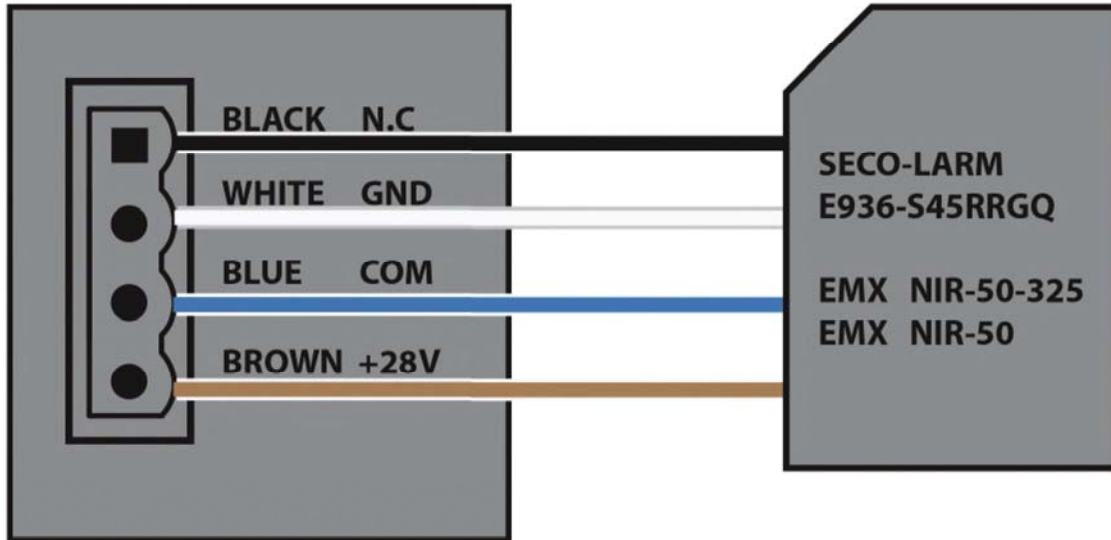 BLACK N.C
WHITE GND
BLUE COM
BROWN +28V
SECO-LARM
E936-S45RRGQ
EMX NIR-50-325
EMX NIR-50